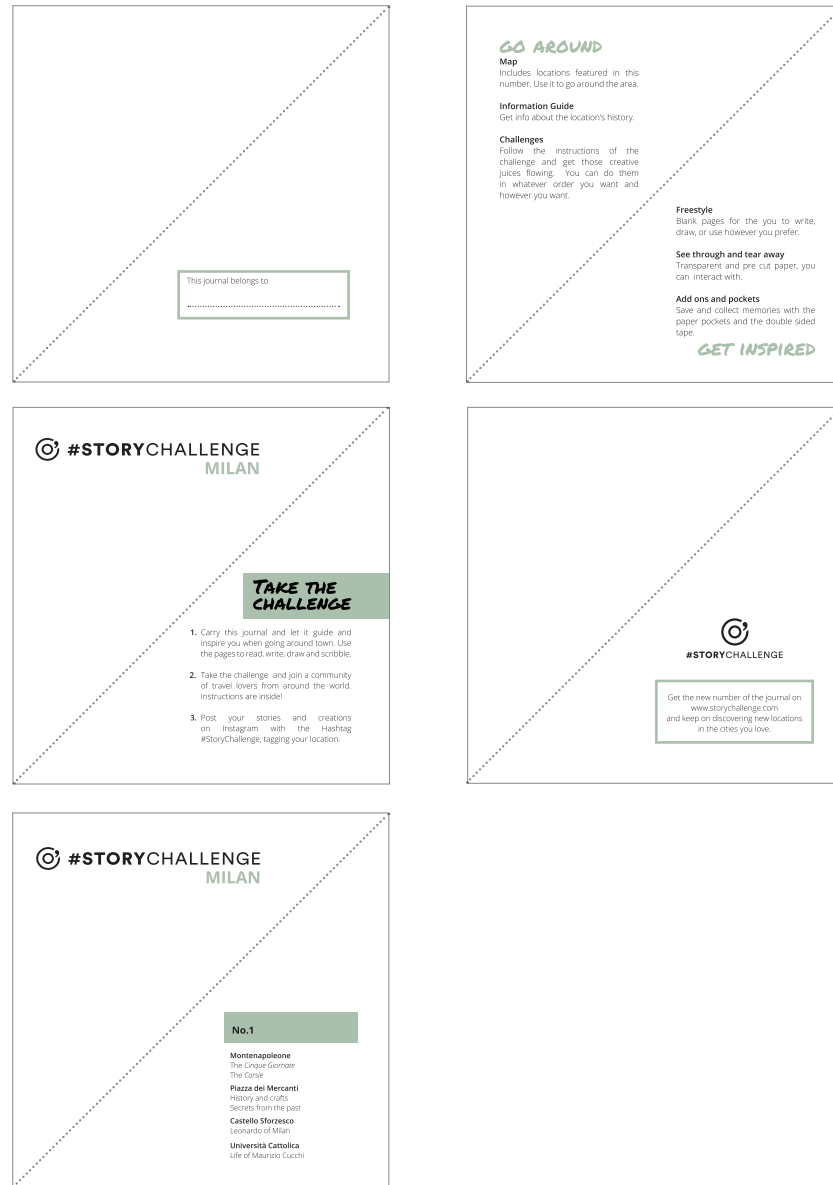 This journal belongs to
GO AROUND
Map
Includes locations featured in this
number. Use it to go around the area.
Information Guide
Get info about the location's history.
Challenges
Follow the instructions of the
challenge and get those creative
juices flowing. You can do them
in whatever order you want and
however you want.
Freestyle
Blank pages for the you to write,
draw, or use however you prefer.
See through and tear away
Transparent and pre cut paper, you
can interact with.
Add ons and pockets
Save and collect memories with the
paper pockets and the double sided
tape.
GET INSPIRED
#STORYCHALLENGE
MILAN
TAKE THE
CHALLENGE
1. Carry this journal and let it guide and
inspire you when going around town. Use
the pages to read, write, draw and scribble.
2. Take the challenge and join a community
of travel lovers from around the world.
Instructions are inside!
3. Post your stories and creations
on Instagram with the Hashtag
#StoryChallenge, tagging your location.
#STORYCHALLENGE
Get the new number of the journal on
www.storychallenge.com
and keep on discovering new locations
in the cities you love.
#STORYCHALLENGE
MILAN
No.1
Montenapoleone
The Cinque Giornate
The Corsie
Piazza dei Mercanti
History and crafts
Secrets from the past
Castello Sforzesco
Leonardo of Milan
Università Cattolica
Life of Maurizio Cucchi